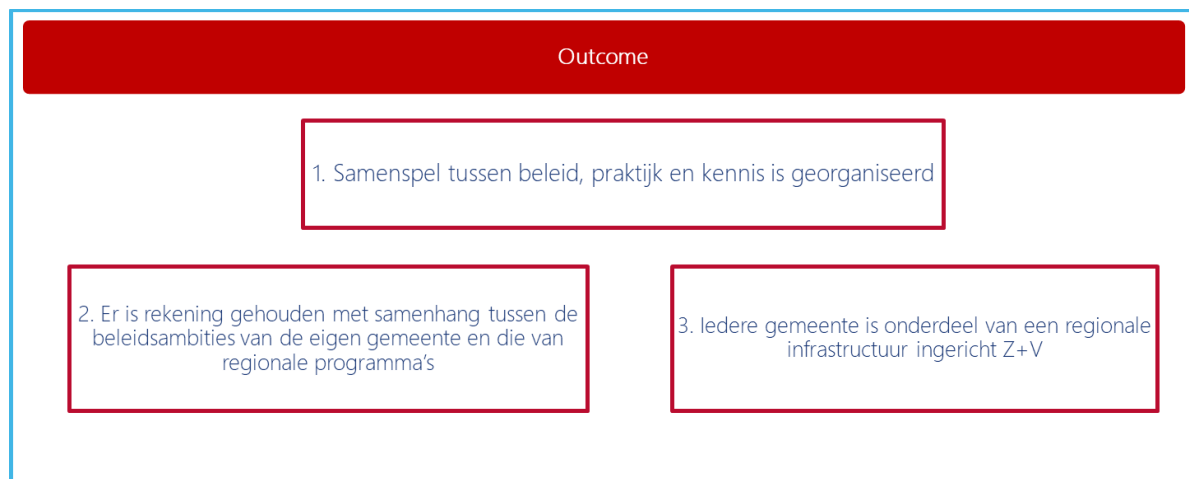 Outcome
1. Samenspel tussen beleid, praktijk en kennis is georganiseerd
2. Er is rekening gehouden met samenhang tussen de
beleidsambities van de eigen gemeente en die van
regionale programma's
3. Iedere gemeente is onderdeel van een regionale
infrastructuur ingericht Z+V